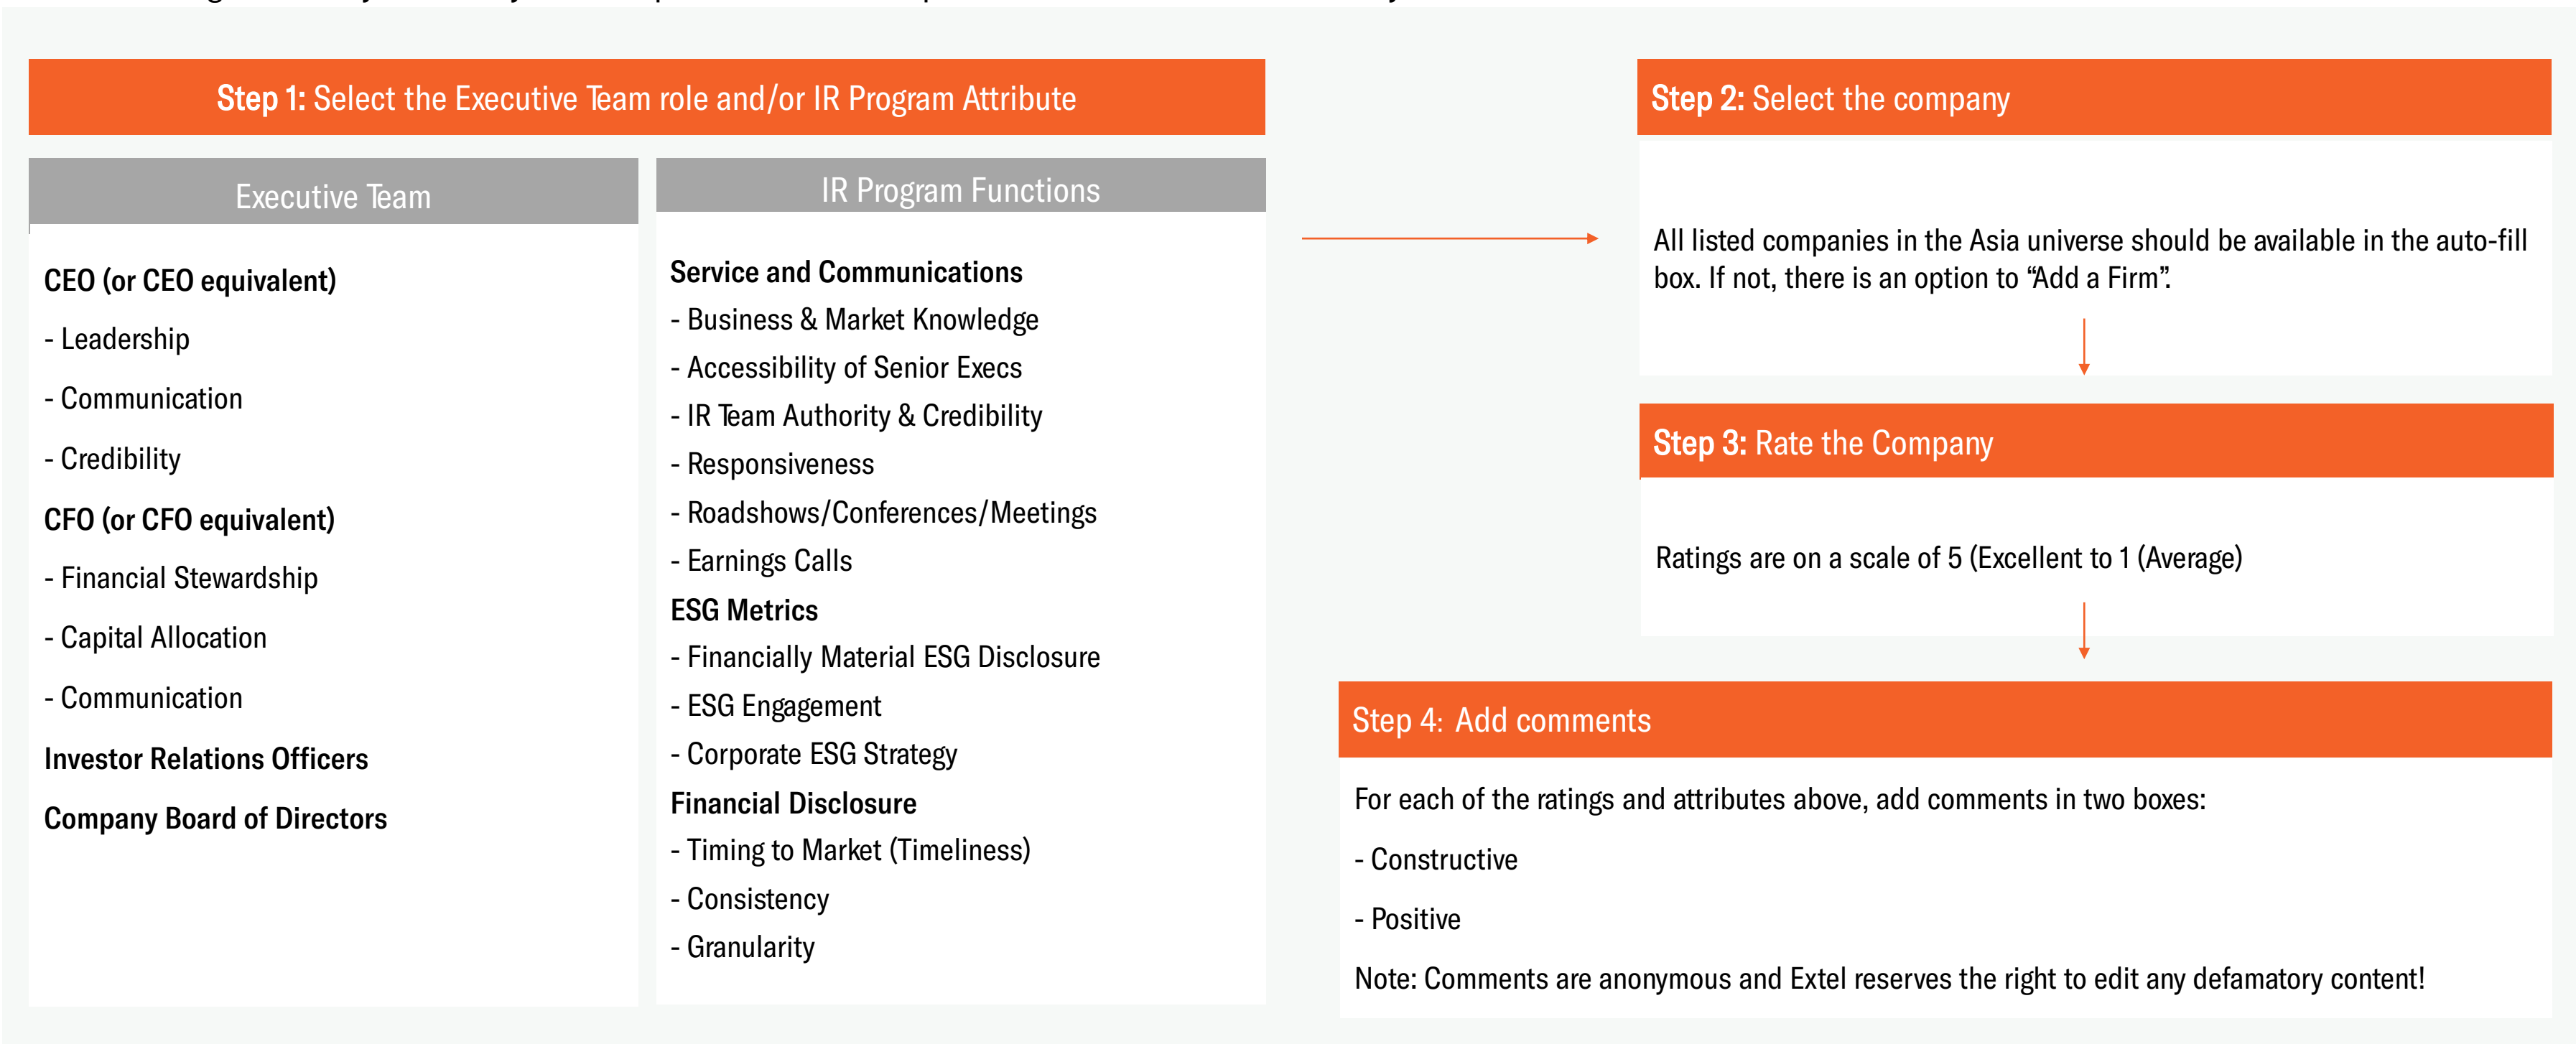 Step 1: Select the Executive Team role and/or IR Program Attribute
Executive Team
CEO (or CEO equivalent)
- Leadership
- Communication
- Credibility
CFO (or CFO equivalent)
- Financial Stewardship
- Capital Allocation
- Communication
Investor Relations Officers
Company Board of Directors
IR Program Functions
Service and Communications
- Business & Market Knowledge
- Accessibility of Senior Execs
- IR Team Authority & Credibility
- Responsiveness
- Roadshows/Conferences/Meetings
- Earnings Calls
ESG Metrics
- Financially Material ESG Disclosure
- ESG Engagement
- Corporate ESG Strategy
Financial Disclosure
- Timing to Market (Timeliness)
- Consistency
- Granularity
Step 2: Select the company
All listed companies in the Asia universe should be available in the auto-fill
box. If not, there is an option to “Add a Firm”.
Step 3: Rate the Company
Ratings are on a scale of 5 (Excellent to 1 (Average)
Step 4: Add comments
For each of the ratings and attributes above, add comments in two boxes:
- Constructive
- Positive
Note: Comments are anonymous and Extel reserves the right to edit any defamatory content!